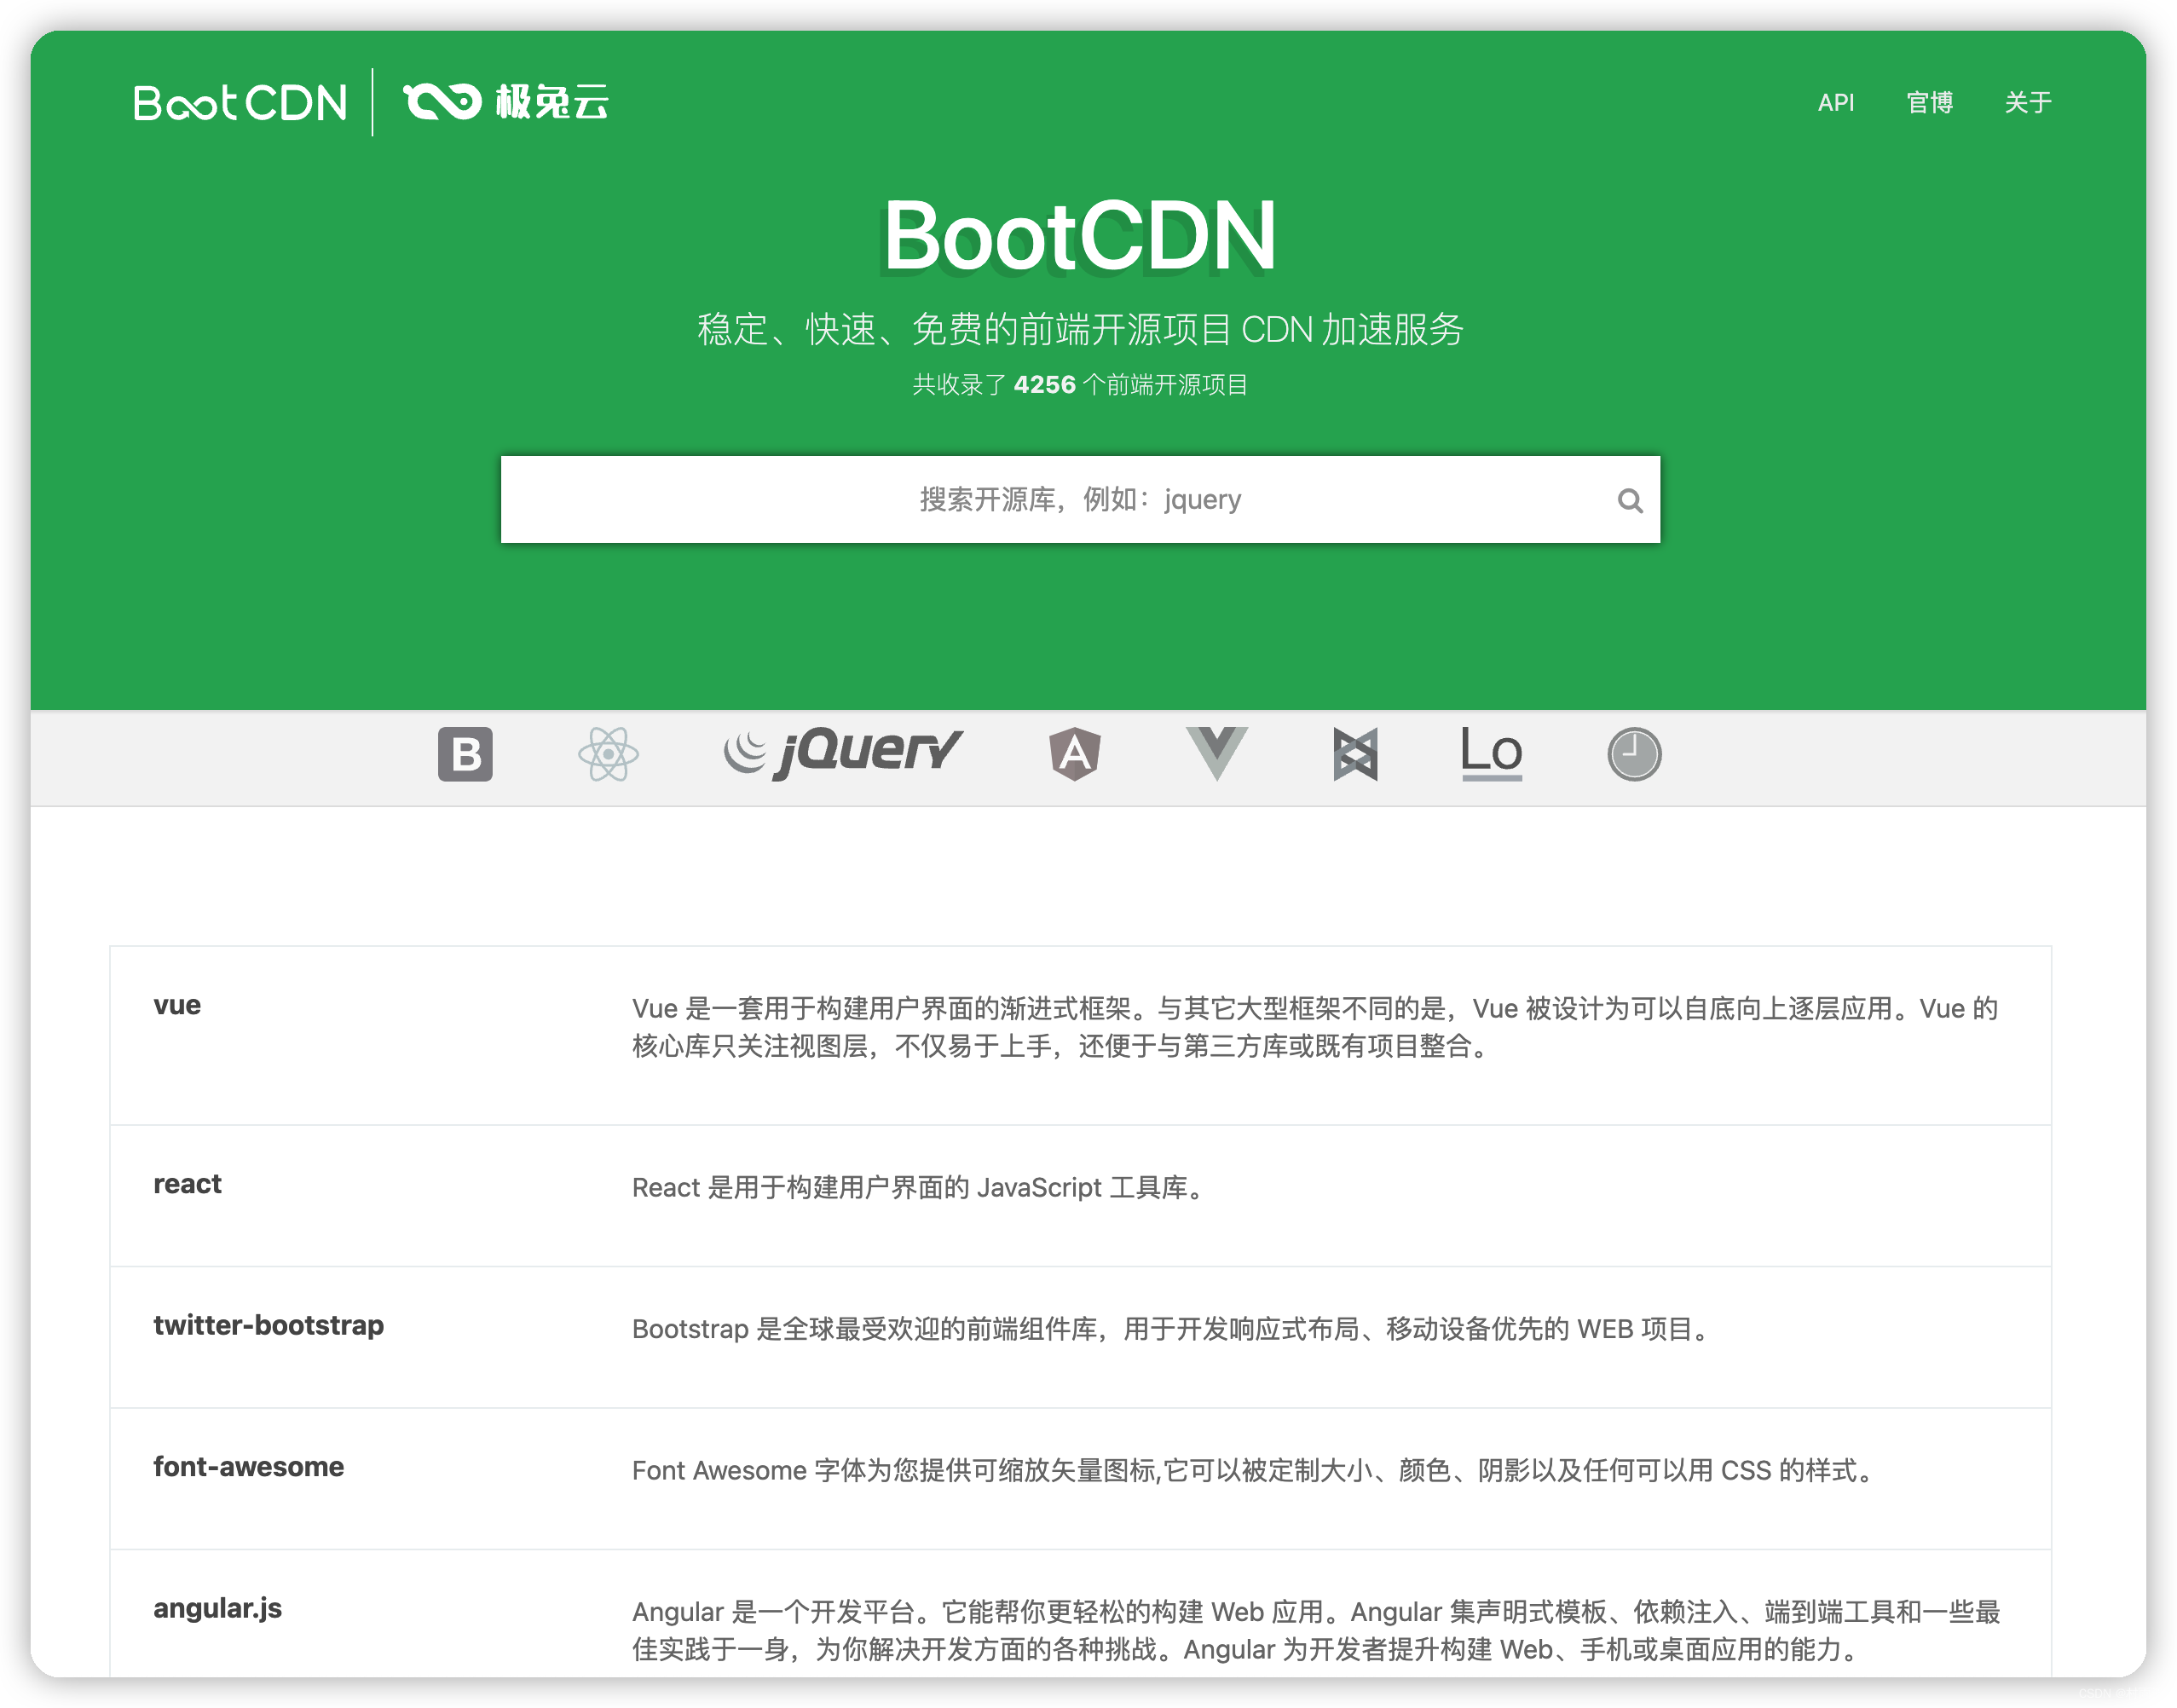 BootCDN 极兔云 API 官博 关于
BootCDN
稳定、快速、免费的前端开源项目 CDN 加速服务
共收录了 4256 个前端开源项目
搜索开源库，例如：jquery
B jQuery A Lo
vue
Vue 是一套用于构建用户界面的渐进式框架。与其它大型框架不同的是，Vue 被设计为可以自底向上逐层应用。Vue 的
核心库只关注视图层，不仅易于上手，还便于与第三方库或既有项目整合。
react
React 是用于构建用户界面的 JavaScript 工具库。
twitter-bootstrap
Bootstrap 是全球最受欢迎的前端组件库，用于开发响应式布局、移动设备优先的 WEB 项目。
font-awesome
Font Awesome 字体为您提供可缩放矢量图标,它可以被定制大小、颜色、阴影以及任何可以用 CSS 的样式。
angular.js
Angular 是一个开发平台。它能帮你更轻松的构建 Web 应用。Angular 集声明式模板、依赖注入、端到端工具和一些最
佳实践于一身，为你解决开发方面的各种挑战。Angular 为开发者提升构建 Web、手机或桌面应用的能力。